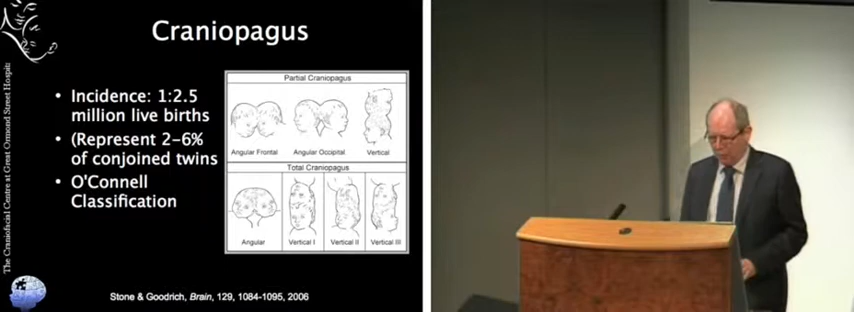 Craniopagus
• Incidence: 1:2.5
million live births
• (Represent 2-6%
of conjoined twins
• O'Connell
Classification
Partial Craniopagus
Angular Frontal
Angular Occipital
Vertical
Total Craniopagus
Angular
Vertical I
Vertical II
Vertical III
Stone & Goodrich, Brain, 129, 1084-1095, 2006
The Craniofacial Centre at Great Ormond Street